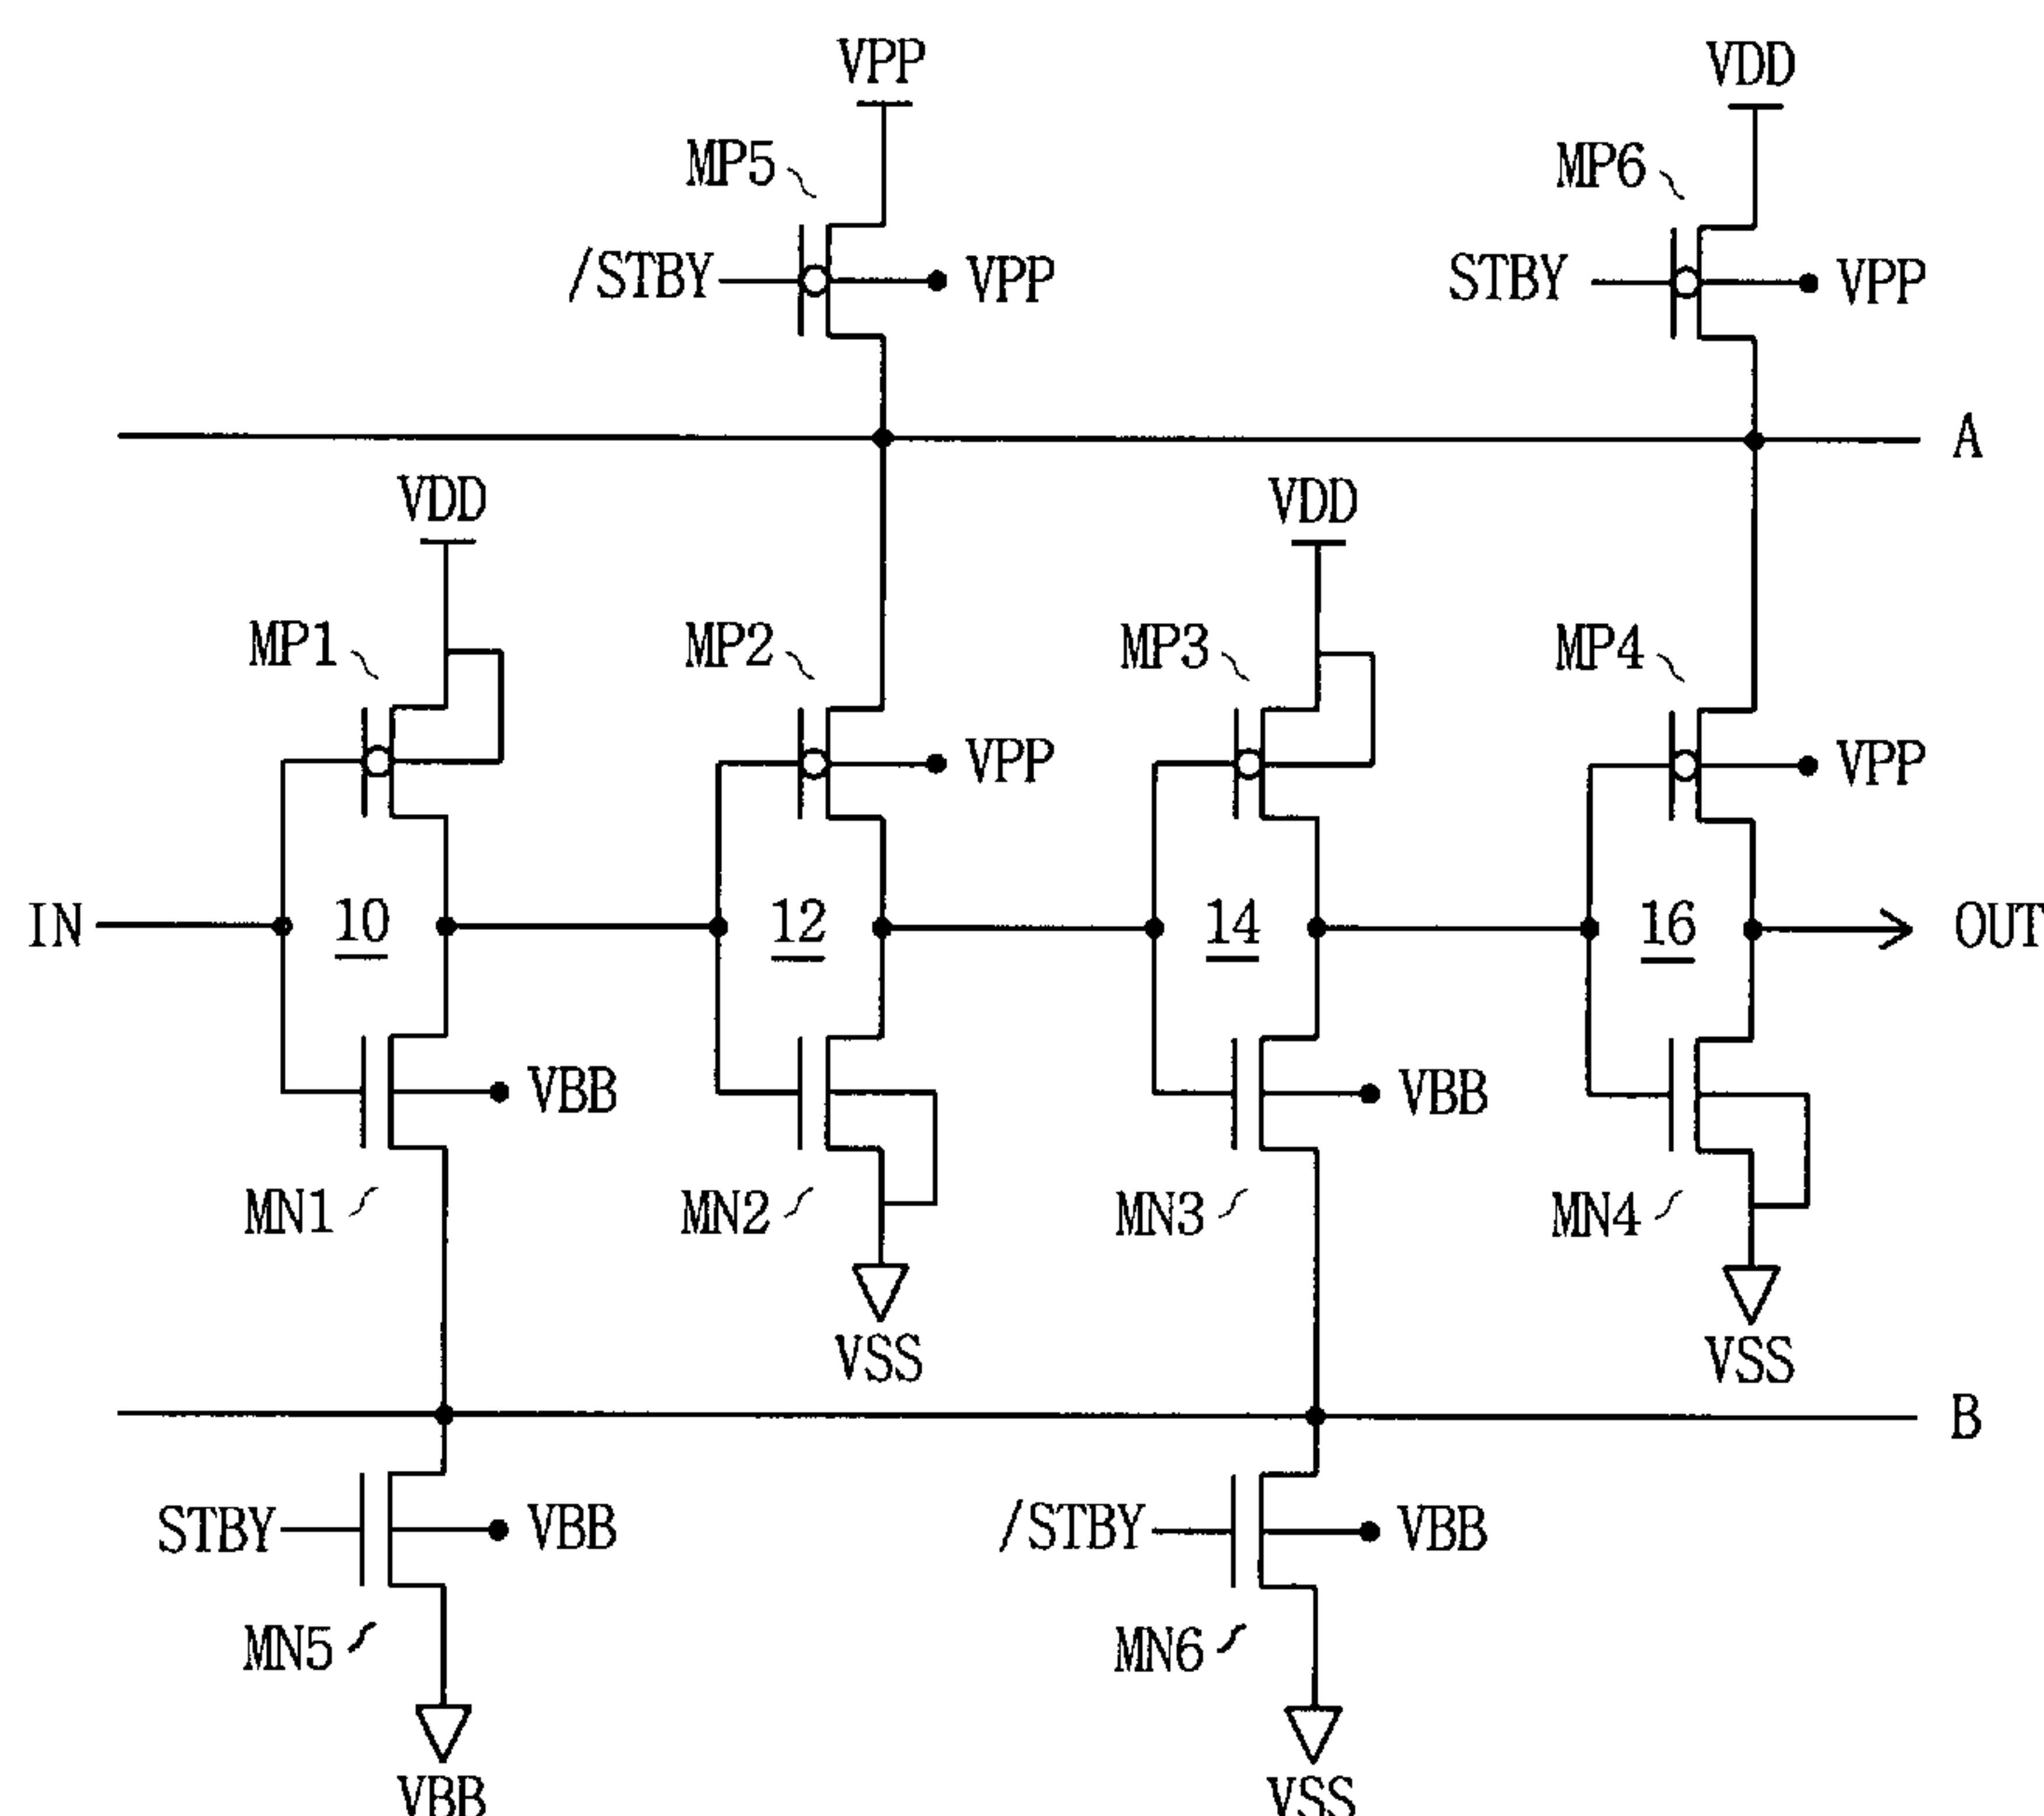 VPP
VDD
MP5
MP6
/STBY
VPP
STBY
VPP
A
VDD
VDD
MP1
MP2
MP3
MP4
VPP
VPP
IN
10
12
14
16
OUT
VBB
VBB
MN1
MN2
MN3
MN4
VSS
VSS
B
STBY
VBB
/STBY
VBB
MN5
MN6
VBB
VSS